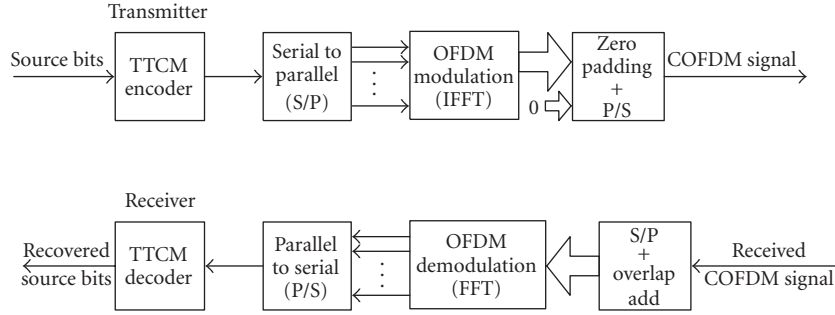 Transmitter
Source bits
TTCM
encoder
Serial to
parallel
(S/P)
OFDM
modulation
(IFFT)
0
Zero
padding
+
P/S
COFDM signal
Receiver
Recovered
source bits
TTCM
decoder
Parallel
to serial
(P/S)
OFDM
demodulation
(FFT)
S/P
+
overlap
add
Received
COFDM signal